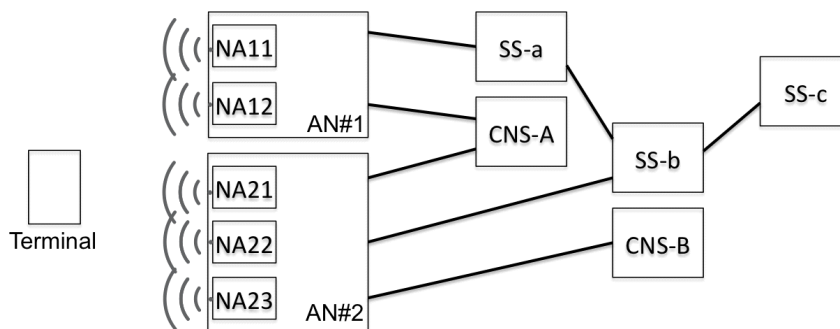 NA11
NA12
AN#1
NA21
NA22
NA23
AN#2
Terminal
SS-a
CNS-A
SS-b
CNS-B
SS-c